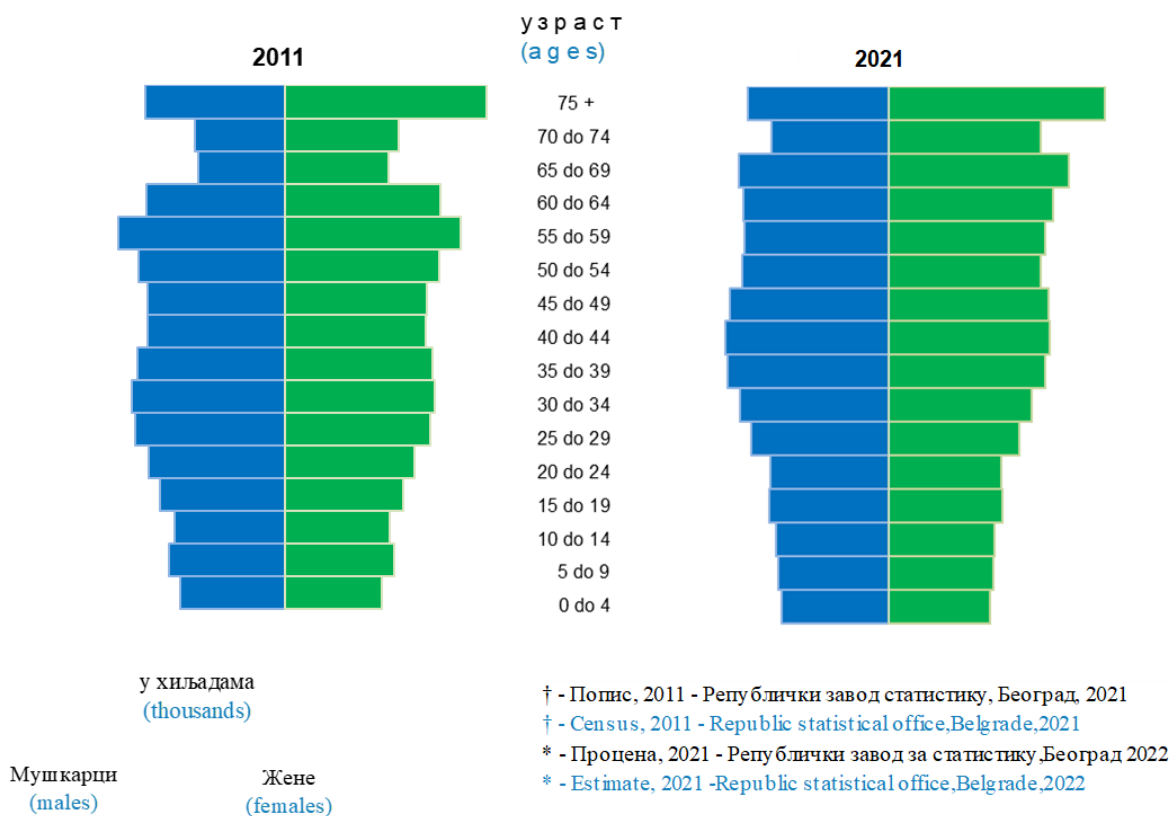 у з р а с т
(a g e s)
2011
2021
75 +
70 do 74
65 do 69
60 do 64
55 do 59
50 do 54
45 do 49
40 do 44
35 do 39
30 do 34
25 do 29
20 do 24
15 do 19
10 do 14
5 do 9
0 do 4
у хиљадама
(thousands)
† - Попис, 2011 - Републички завод статистику, Београд, 2021
† - Census, 2011 - Republic statistical office,Belgrade,2021
* - Процена, 2021 - Републички завод за статистику,Београд 2022
* - Estimate, 2021 -Republic statistical office,Belgrade,2022
Мушкарци
(males)
Жене
(females)